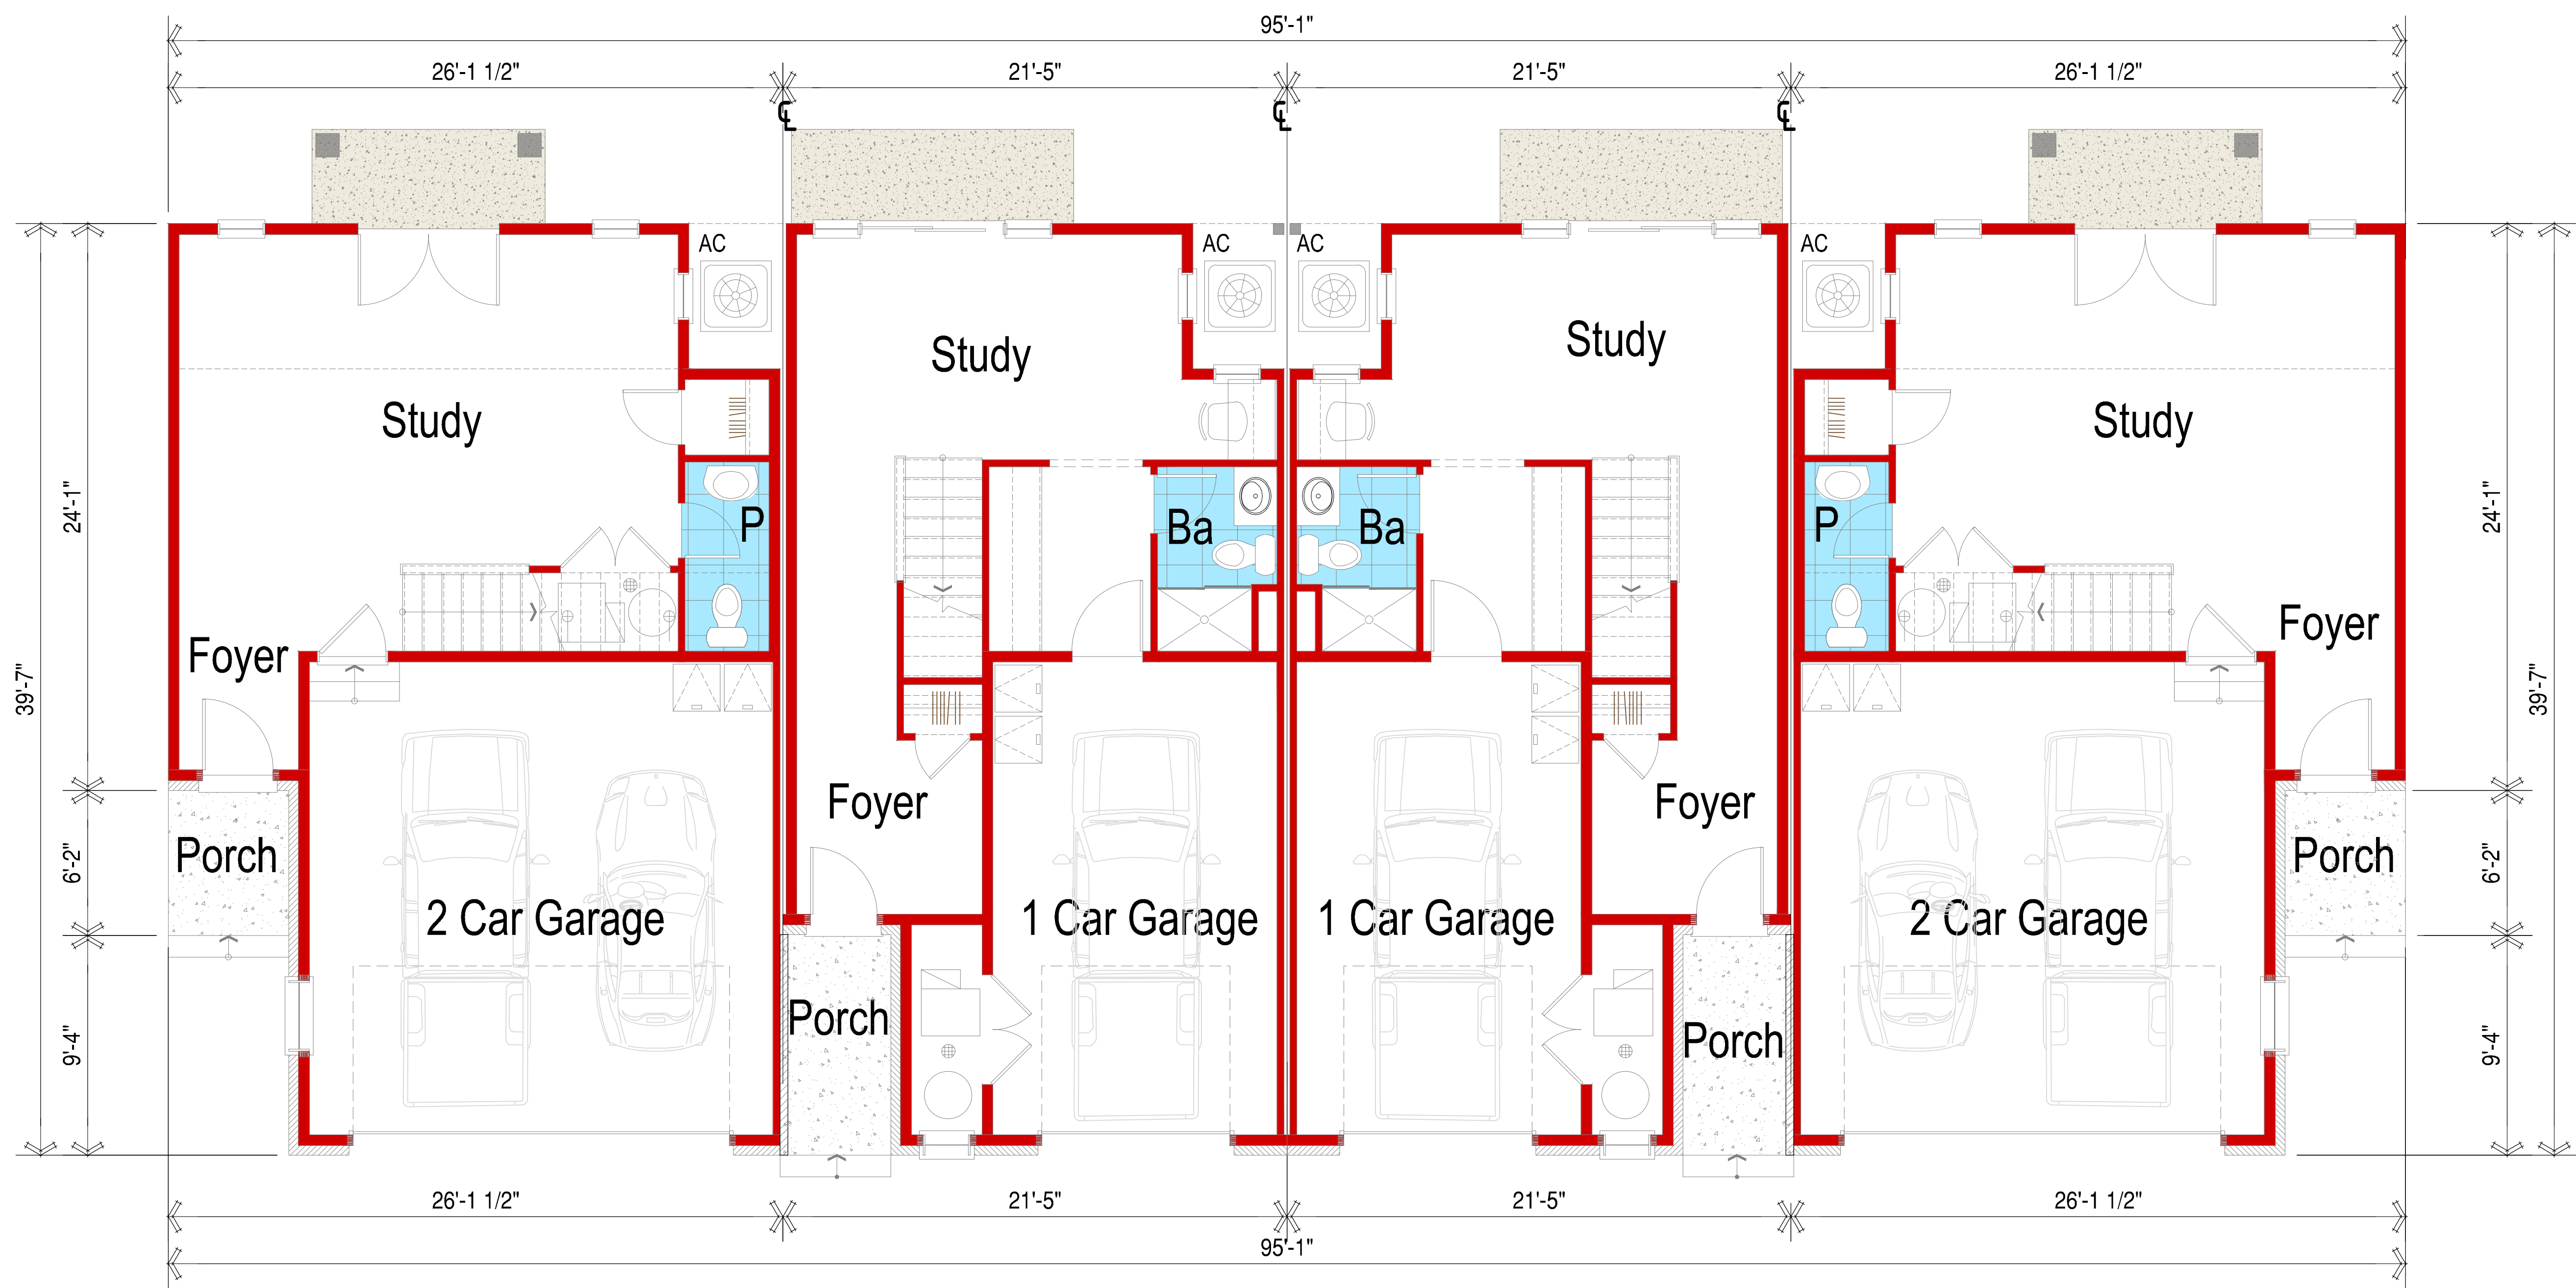 95'-1"
26'-1 1/2"
21'-5"
21'-5"
26'-1 1/2"
℄
℄
℄
AC
AC
AC
AC
Study
Study
Study
Study
24'-1"
24'-1"
P
Ba
Ba
P
Foyer
Foyer
39'-7"
39'-7"
Foyer
Foyer
Porch
6'-2"
Porch
6'-2"
2 Car Garage
1 Car Garage
1 Car Garage
2 Car Garage
Porch
Porch
9'-4"
9'-4"
26'-1 1/2"
21'-5"
21'-5"
26'-1 1/2"
95'-1"